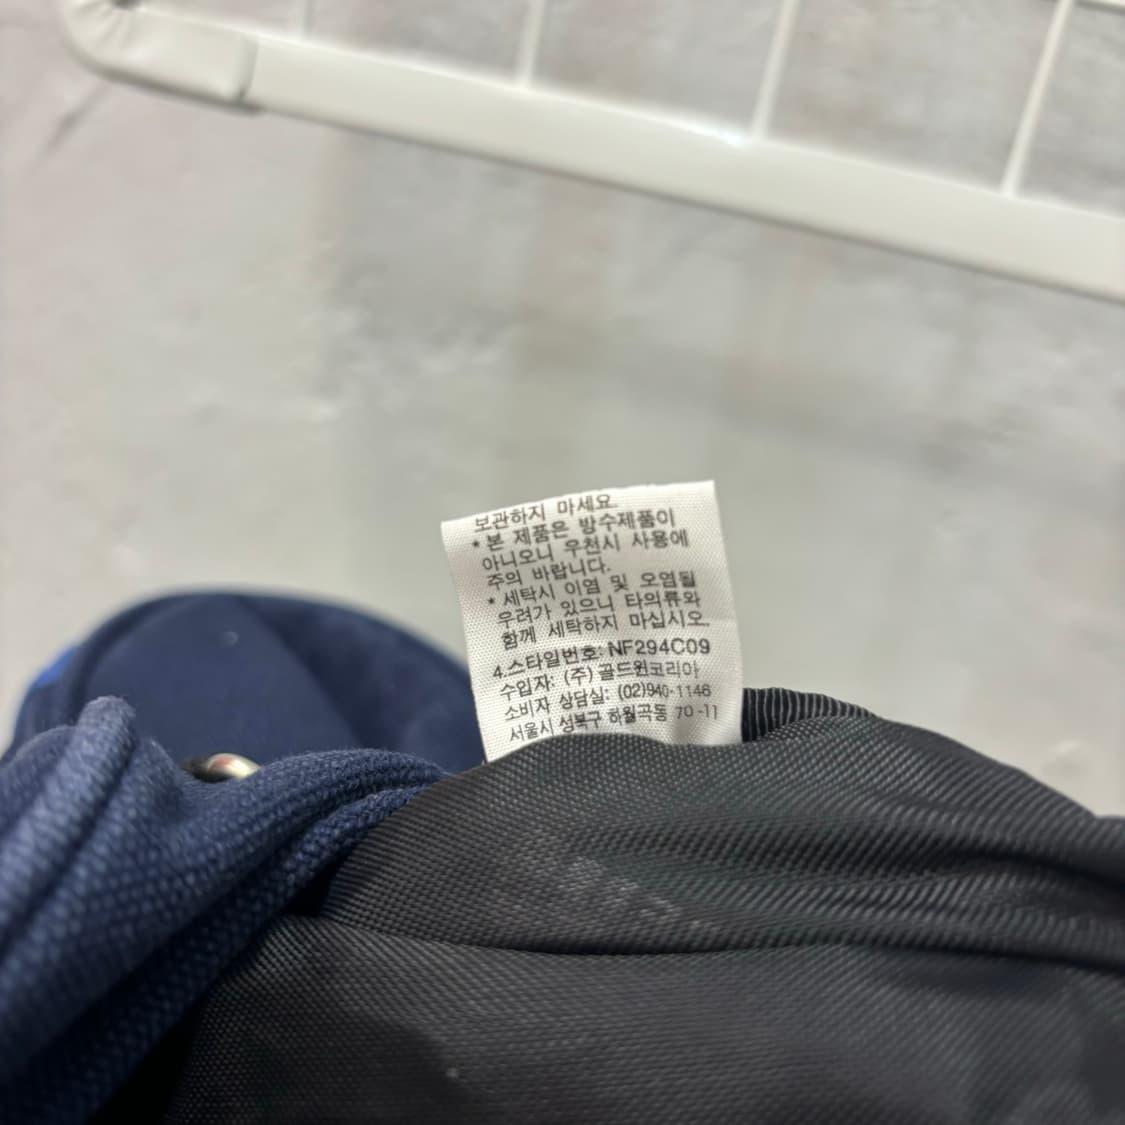 보관하지 마세요.
* 본 제품은 방수제품이
아니오니 우천시 사용에
주의 바랍니다.
* 세탁시 이염 및 오염될
우려가 있으니 타의류와
함께 세탁하지 마십시오.
4.스타일번호: NF294C09
수입자: (주) 골드윈코리아
소비자 상담실: (02)940-1146
서울시 성북구 하월곡동 70-11